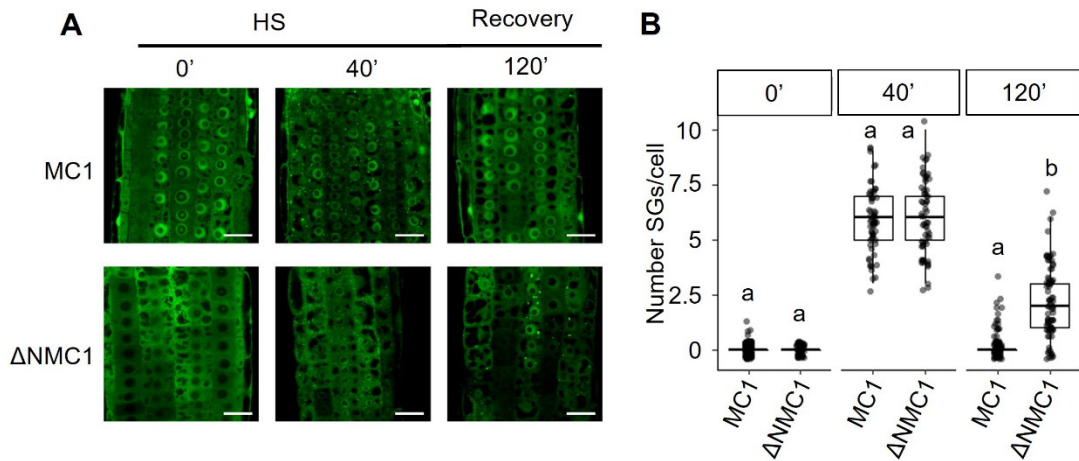 A
HS
Recovery
0’
40’
120’
MC1
ΔNMC1
B
0’
40’
120’
Number SGs/cell
10
7.5
5
2.5
0
a
a
a
a
a
b
MC1
ΔNMC1
MC1
ΔNMC1
MC1
ΔNMC1